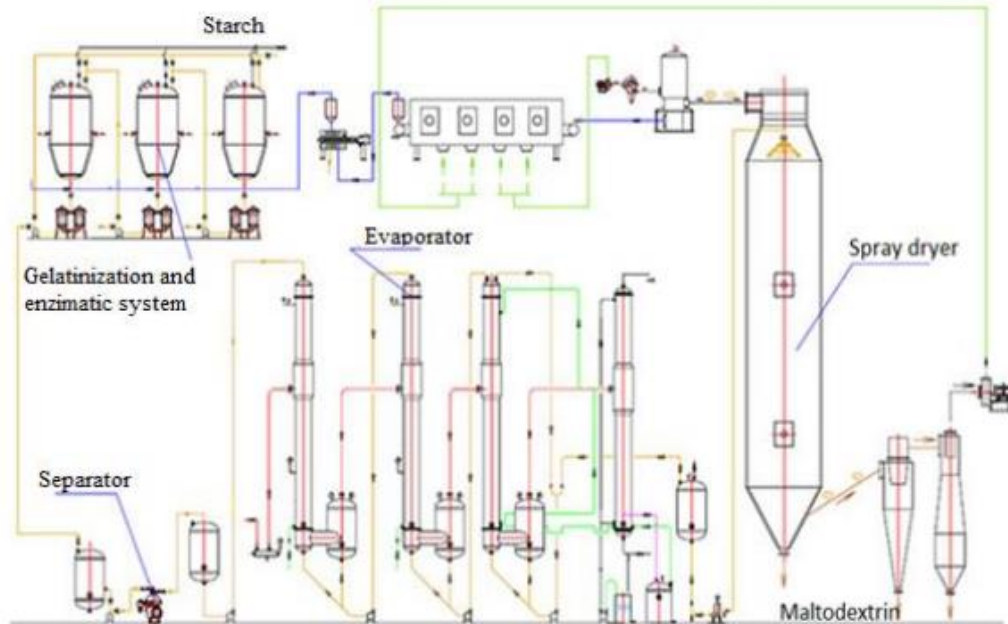 Starch
Evaporator
Spray dryer
Gelatinization and
enzimatic system
Separator
Maltodextrin